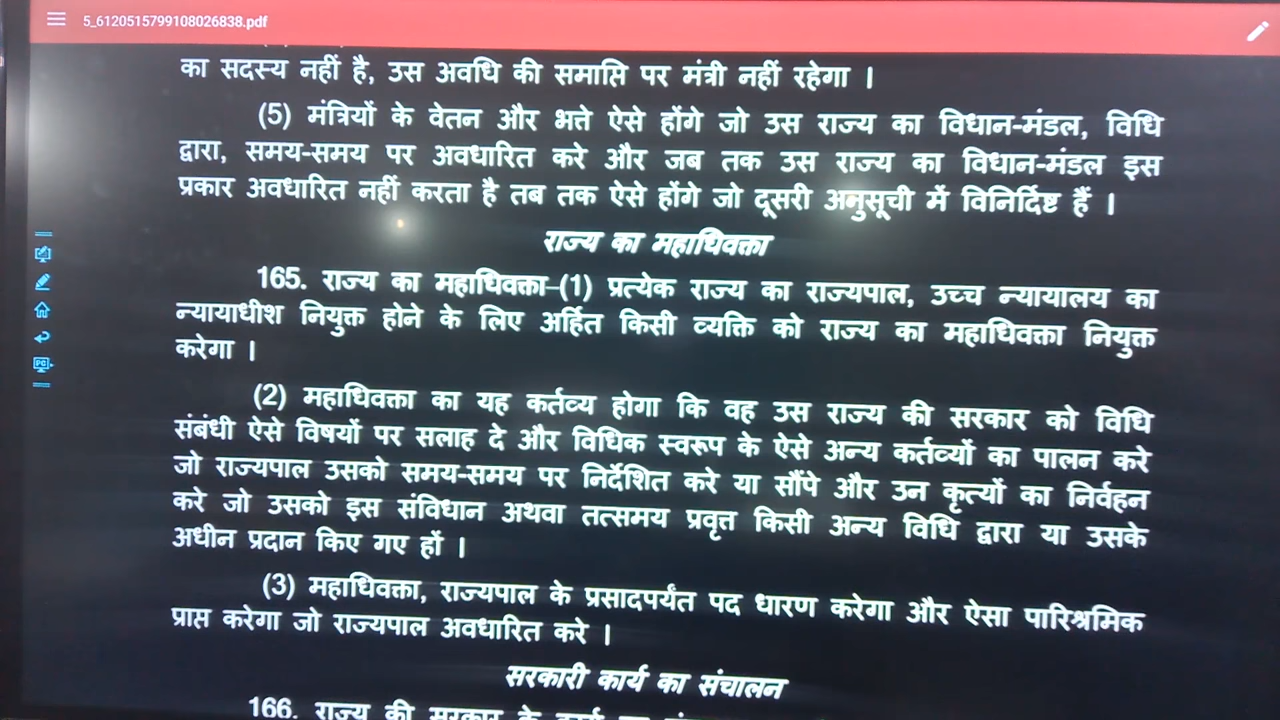 5_6120515799108026838.pdf
का सदस्य नहीं है, उस अवधि की समाप्ति पर मंत्री नहीं रहेगा ।
(5) मंत्रियों के वेतन और भत्ते ऐसे होंगे जो उस राज्य का विधान-मंडल, विधि
द्वारा, समय-समय पर अवधारित करे और जब तक उस राज्य का विधान-मंडल इस
प्रकार अवधारित नहीं करता है तब तक ऐसे होंगे जो दूसरी अनुसूची में विनिर्दिष्ट हैं ।
राज्य का महाधिवक्ता
165. राज्य का महाधिवक्ता–(1) प्रत्येक राज्य का राज्यपाल, उच्च न्यायालय का
न्यायाधीश नियुक्त होने के लिए अर्हित किसी व्यक्ति को राज्य का महाधिवक्ता नियुक्त
करेगा ।
(2) महाधिवक्ता का यह कर्तव्य होगा कि वह उस राज्य की सरकार को विधि
संबंधी ऐसे विषयों पर सलाह दे और विधिक स्वरूप के ऐसे अन्य कर्तव्यों का पालन करे
जो राज्यपाल उसको समय-समय पर निर्देशित करे या सौंपे और उन कृत्यों का निर्वहन
करे जो उसको इस संविधान अथवा तत्समय प्रवृत्त किसी अन्य विधि द्वारा या उसके
अधीन प्रदान किए गए हों ।
(3) महाधिवक्ता, राज्यपाल के प्रसादपर्यंत पद धारण करेगा और ऐसा पारिश्रमिक
प्राप्त करेगा जो राज्यपाल अवधारित करे ।
सरकारी कार्य का संचालन
166. राज्य की सरकार के
PC